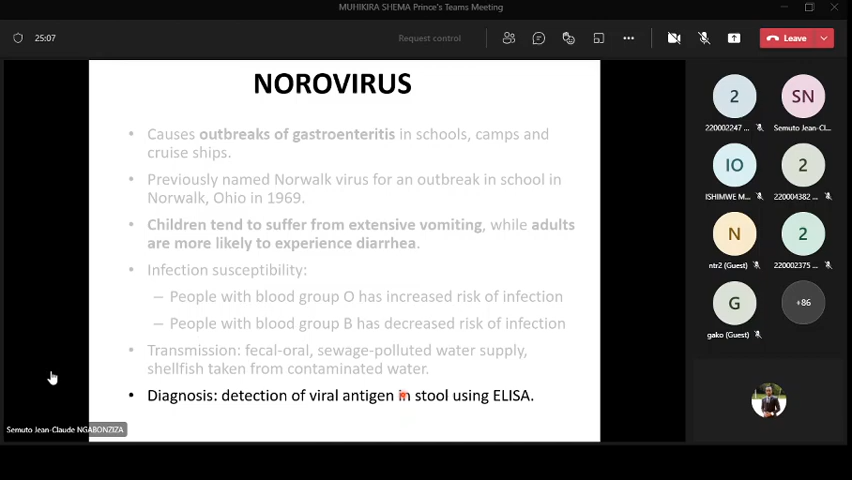 MUHIKIRA SHEMA Prince's Teams Meeting
25:07
Request control
Leave
NOROVIRUS
• Causes outbreaks of gastroenteritis in schools, camps and
cruise ships.
• Previously named Norwalk virus for an outbreak in school in
Norwalk, Ohio in 1969.
• Children tend to suffer from extensive vomiting, while adults
are more likely to experience diarrhea.
• Infection susceptibility:
– People with blood group O has increased risk of infection
– People with blood group B has decreased risk of infection
• Transmission: fecal-oral, sewage-polluted water supply,
shellfish taken from contaminated water.
• Diagnosis: detection of viral antigen in stool using ELISA.
Semuto Jean-Claude NGABONZIZA
2
SN
220002247 ...
Semuto Jean-Cl...
IO
2
ISHIMWE M...
220004382 ...
N
2
ntr2 (Guest)
220002375 ...
G
+86
gako (Guest)